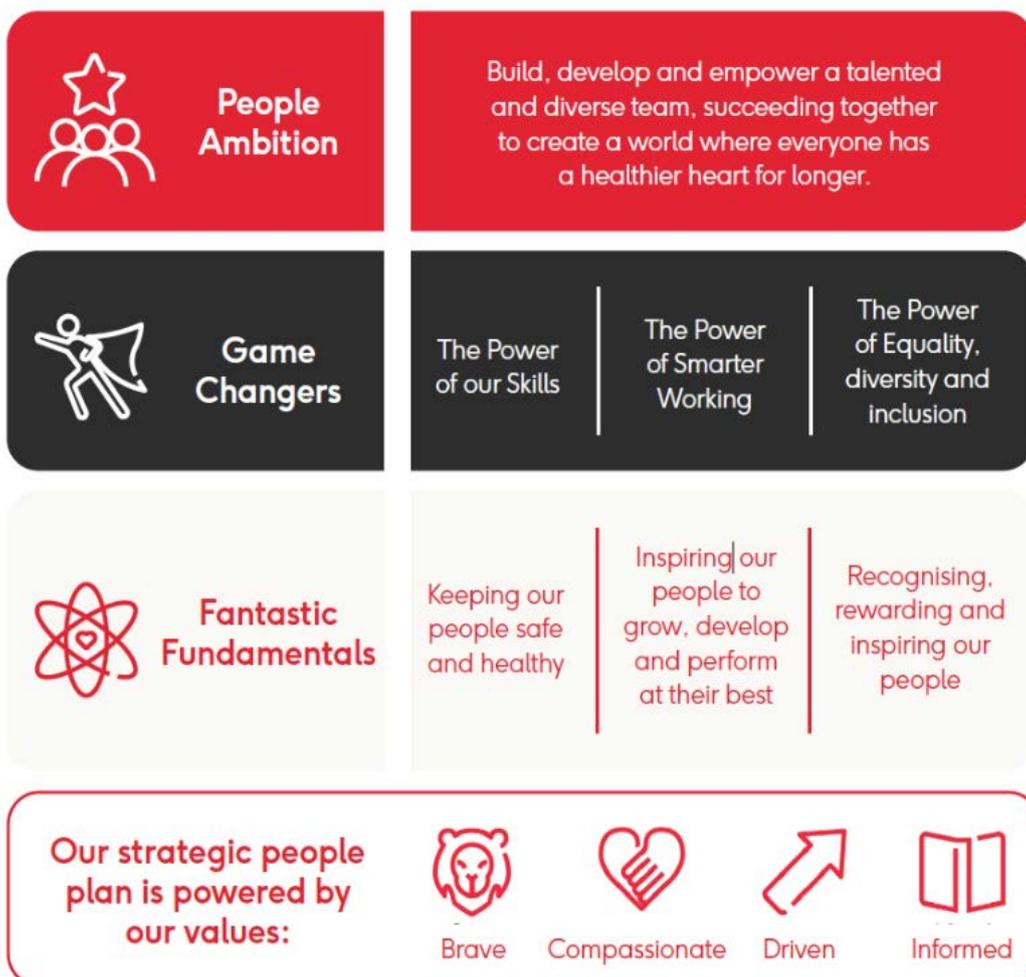 People
Ambition
Build, develop and empower a talented
and diverse team, succeeding together
to create a world where everyone has
a healthier heart for longer.
Game
Changers
The Power
of our Skills
The Power
of Smarter
Working
The Power
of Equality,
diversity and
inclusion
Fantastic
Fundamentals
Keeping our
people safe
and healthy
Inspiring our
people to
grow, develop
and perform
at their best
Recognising,
rewarding and
inspiring our
people
Our strategic people
plan is powered by
our values:
Brave
Compassionate
Driven
Informed